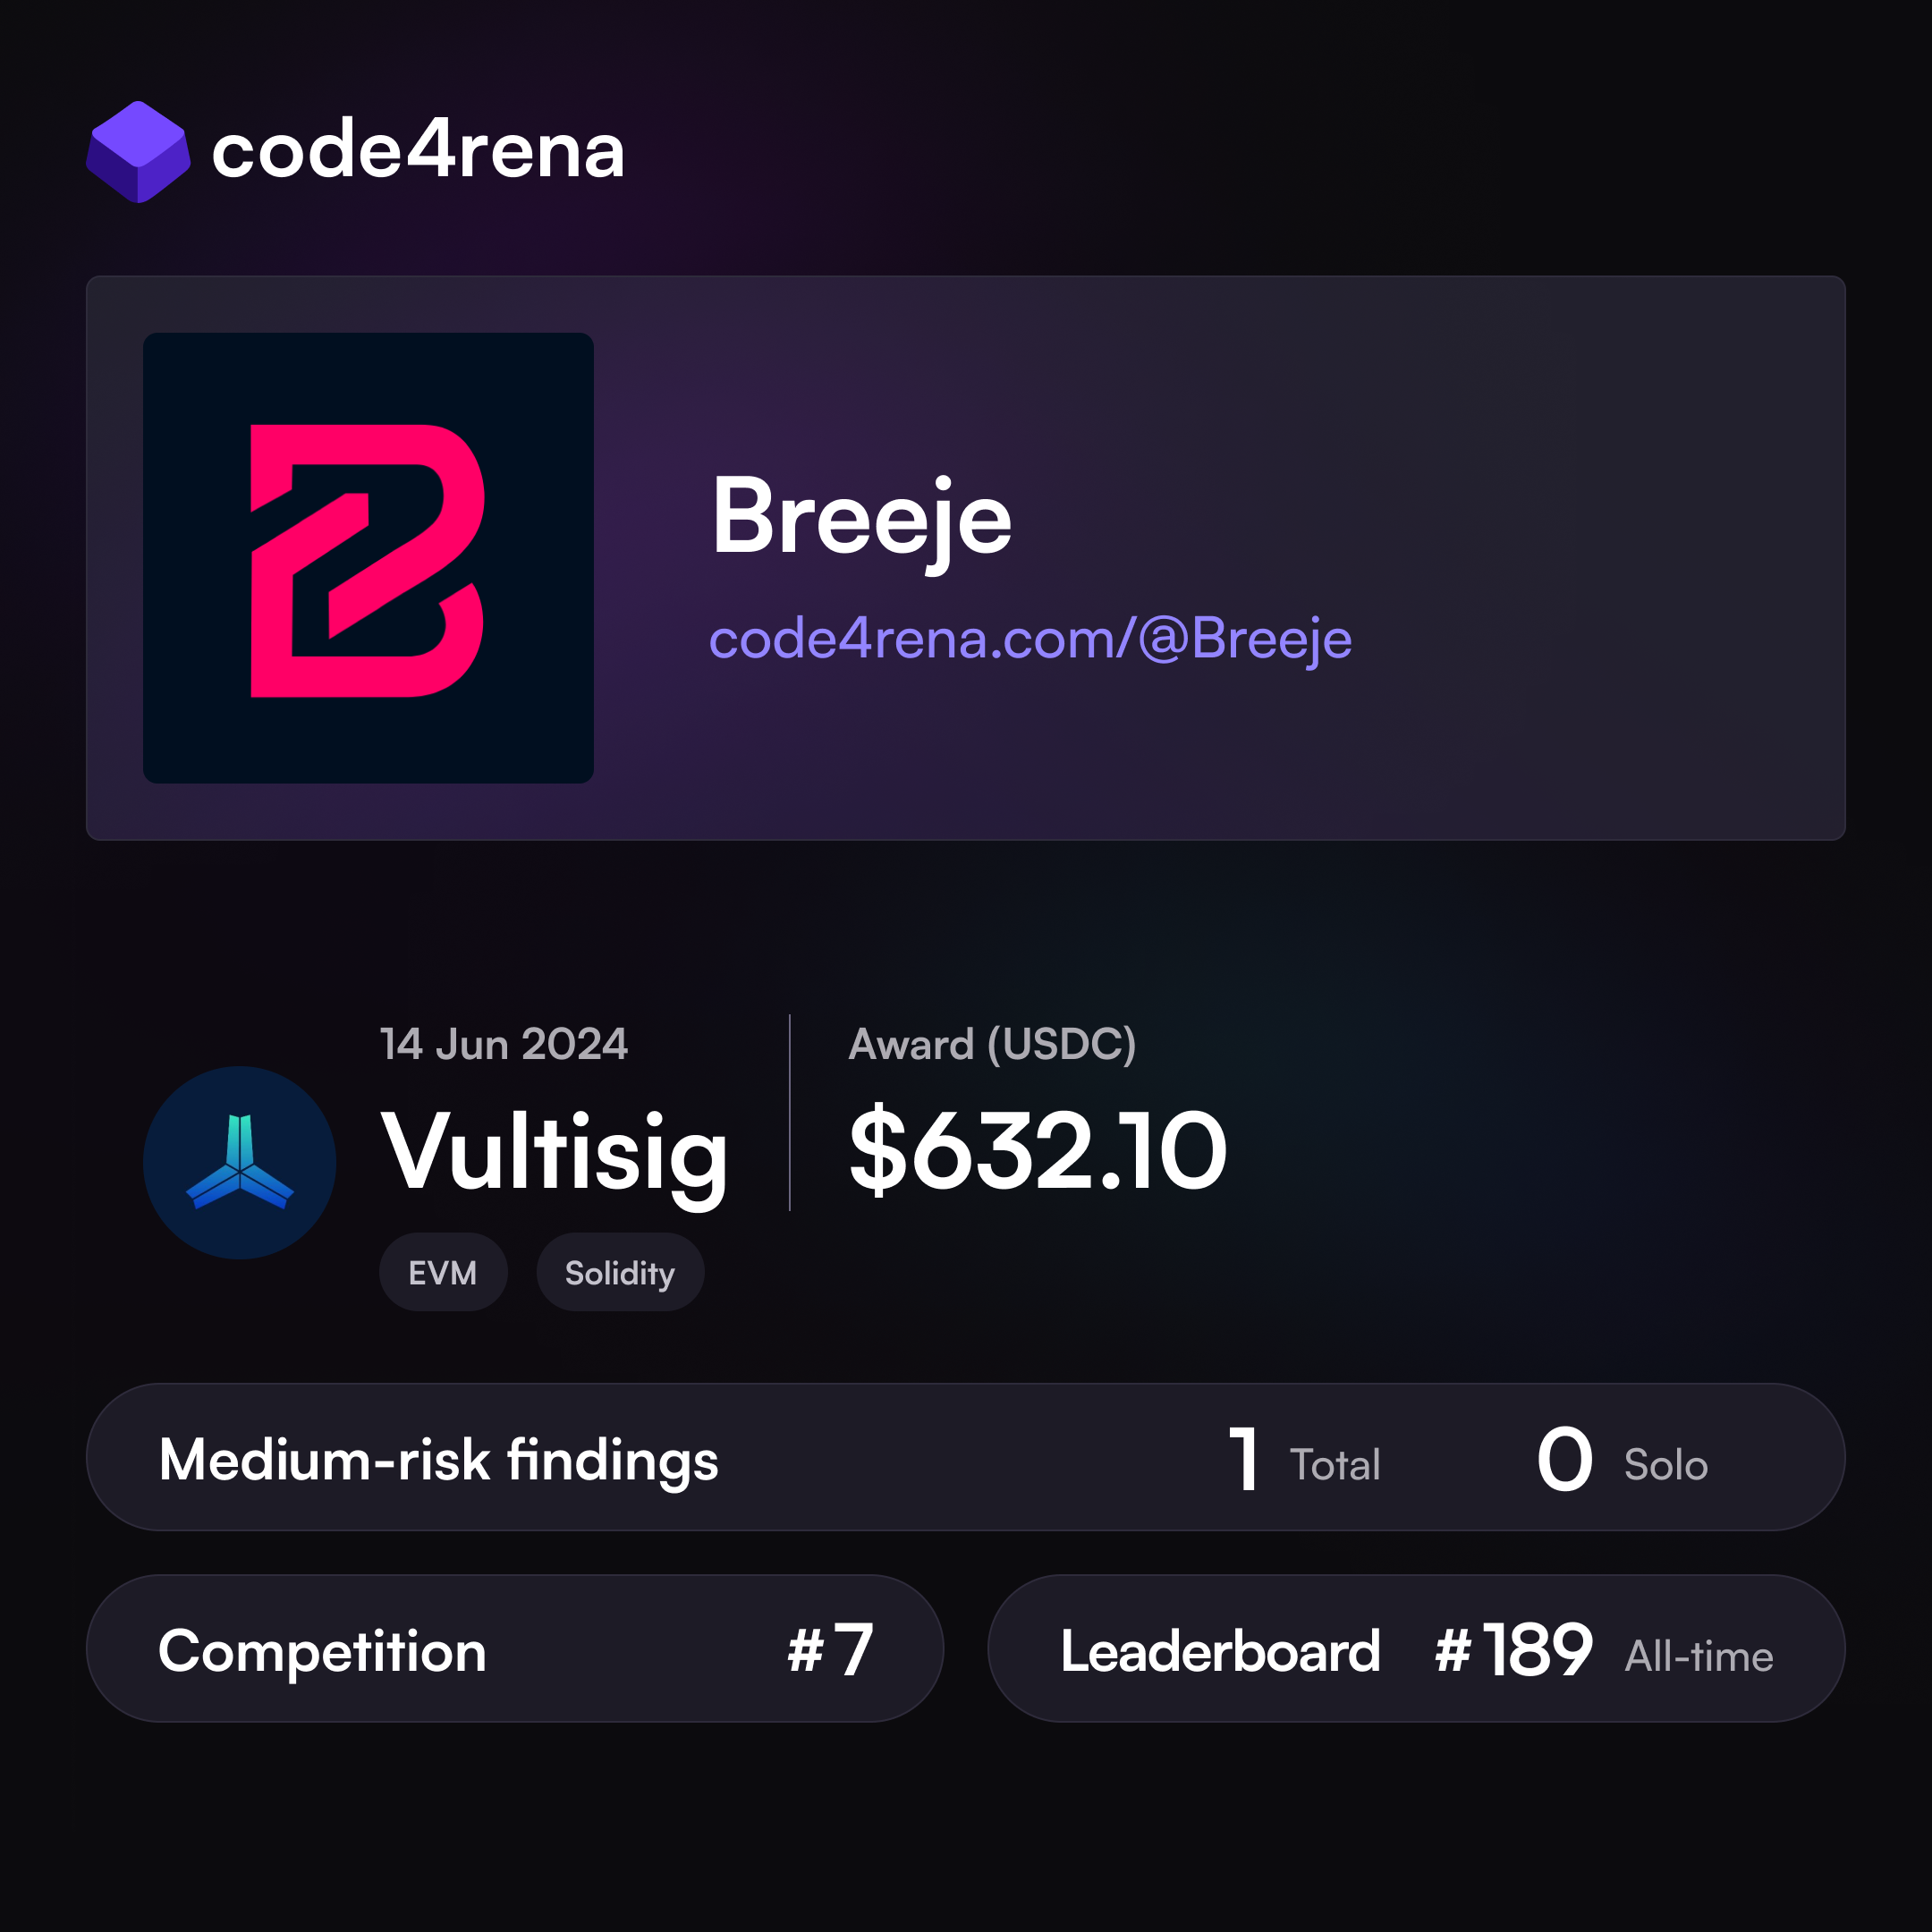 code4rena
Breeje
code4rena.com/@Breeje
14 Jun 2024
Vultisig
EVM Solidity
Award (USDC)
$632.10
Medium-risk findings 1 Total 0 Solo
Competition #7
Leaderboard #189 All-time